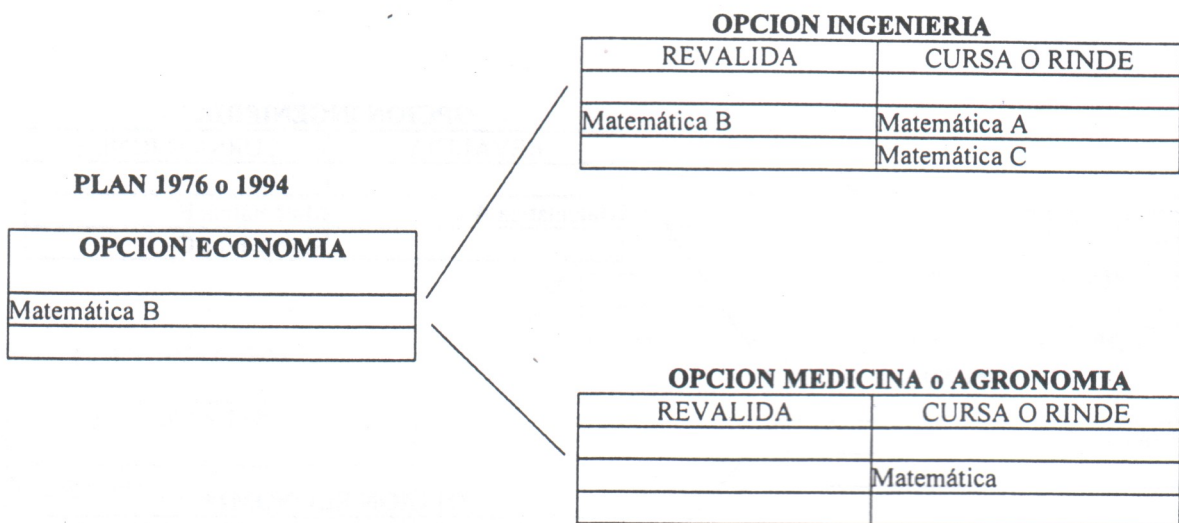 OPCION INGENIERIA
REVALIDA CURSA O RINDE
Matemática B Matemática A
Matemática C
PLAN 1976 o 1994
OPCION ECONOMIA
Matemática B
OPCION MEDICINA o AGRONOMIA
REVALIDA CURSA O RINDE
Matemática